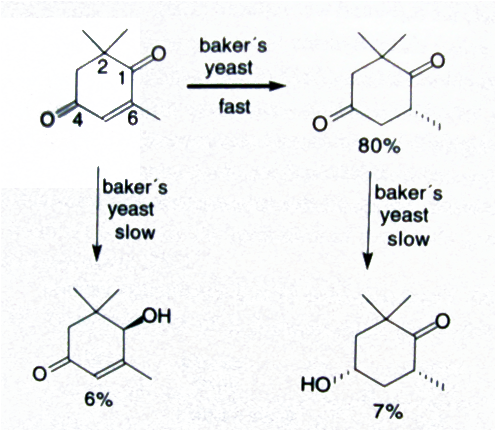 O
2
1
baker´s
yeast
fast
O
O 4
6
O
80%
baker´s
yeast
slow
baker´s
yeast
slow
OH
O
6%
O
HO
7%